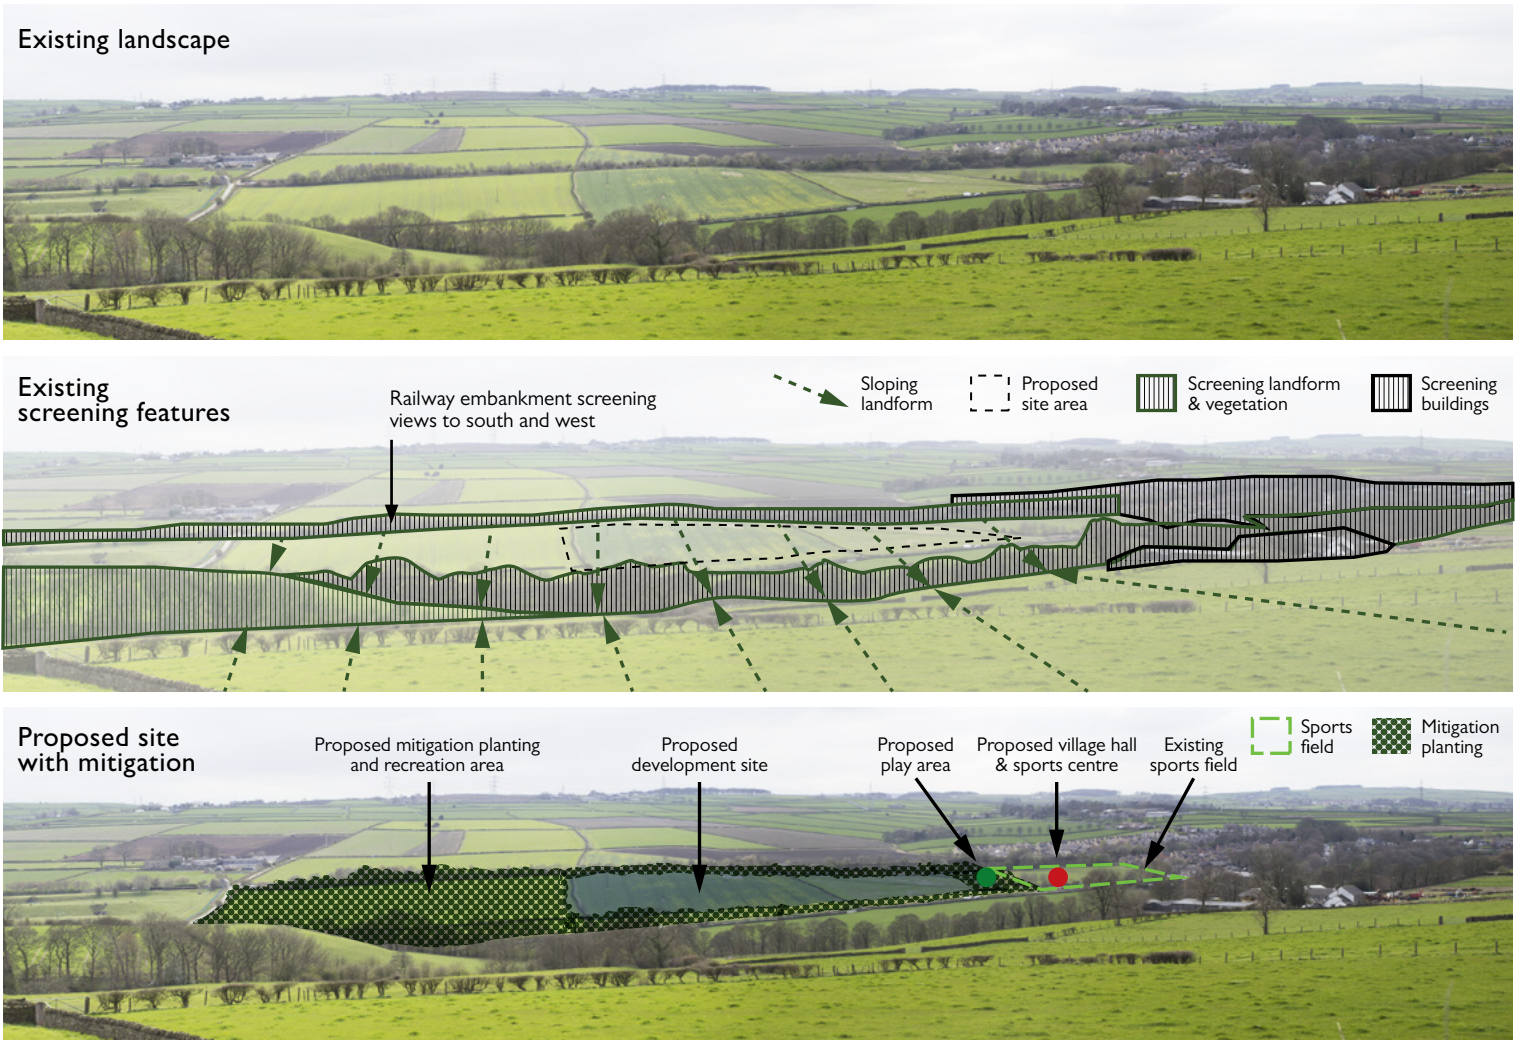 Existing landscape
Existing
screening features
Railway embankment screening
views to south and west
Sloping
landform
Proposed
site area
Screening landform
& vegetation
Screening
buildings
Proposed site
with mitigation
Proposed mitigation planting
and recreation area
Proposed
development site
Proposed
play area
Proposed village hall
& sports centre
Existing
sports field
Sports
field
Mitigation
planting